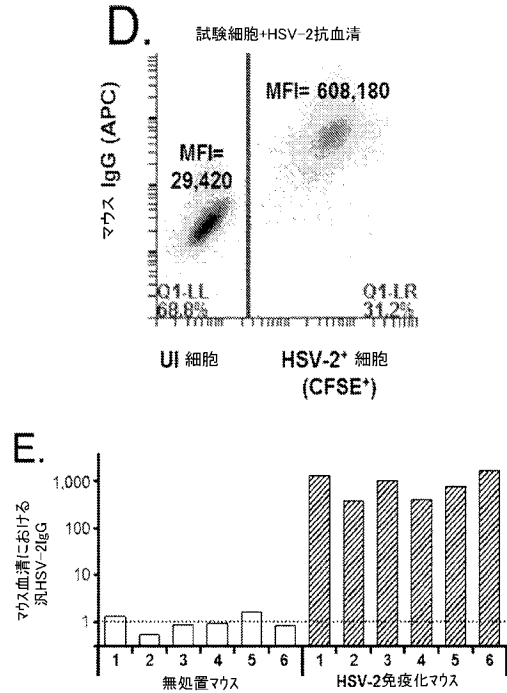 D.
試験細胞+HSV-2抗血清
マウス IgG (APC)
MFI= 608,180
MFI=
29,420
Q1-LL
68.8%
Q1-LR
31.2%
UI 細胞
HSV-2⁺ 細胞
(CFSE⁺)
E.
マウス血清における
汎HSV-2IgG
1,000
100
10
1
1 2 3 4 5 6 1 2 3 4 5 6
無処置マウス
HSV-2免疫化マウス